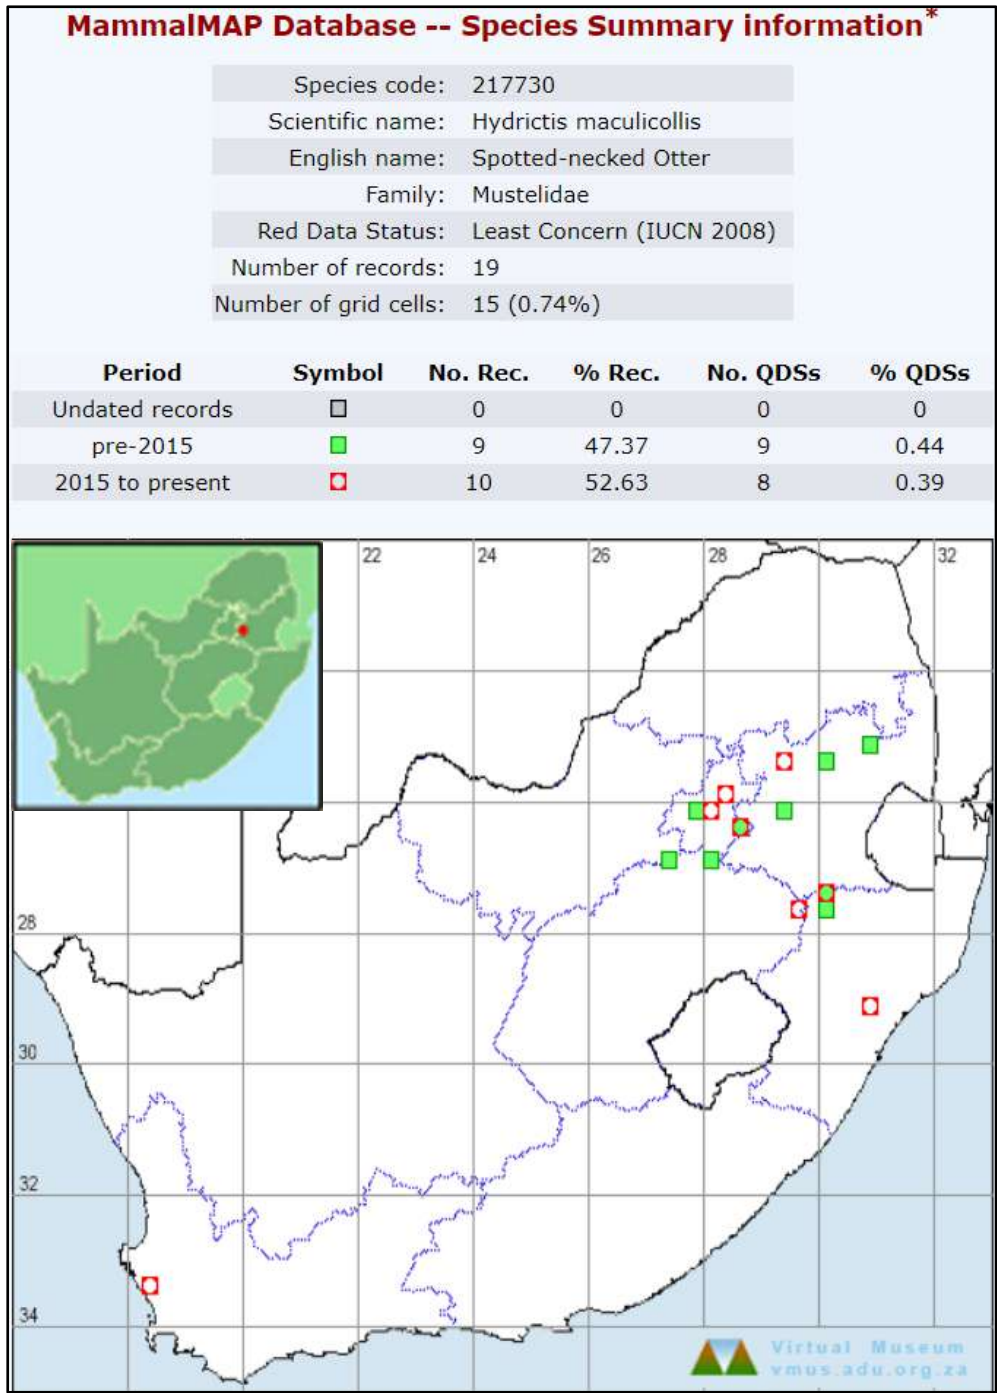 MammalMAP Database -- Species Summary information*
Species code: 217730
Scientific name: Hydrictis maculicollis
English name: Spotted-necked Otter
Family: Mustelidae
Red Data Status: Least Concern (IUCN 2008)
Number of records: 19
Number of grid cells: 15 (0.74%)
Period Symbol No. Rec. % Rec. No. QDSs % QDSs
Undated records 0 0 0 0
pre-2015 9 47.37 9 0.44
2015 to present 10 52.63 8 0.39
22 24 26 28 32
28
30
32
34
Virtual Museum
vmus.adu.org.za